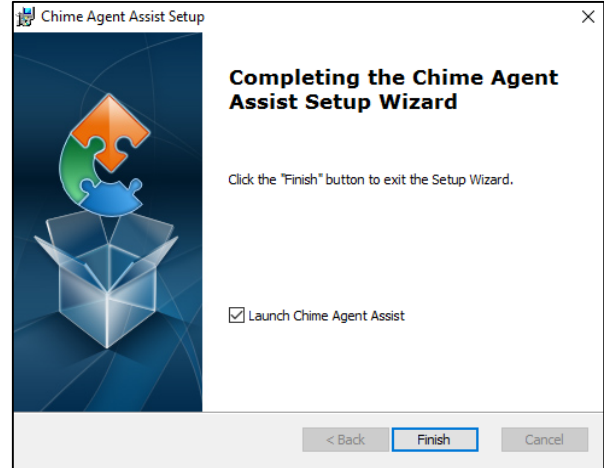 Chime Agent Assist Setup
Completing the Chime Agent
Assist Setup Wizard
Click the "Finish" button to exit the Setup Wizard.
Launch Chime Agent Assist
< Back Finish Cancel